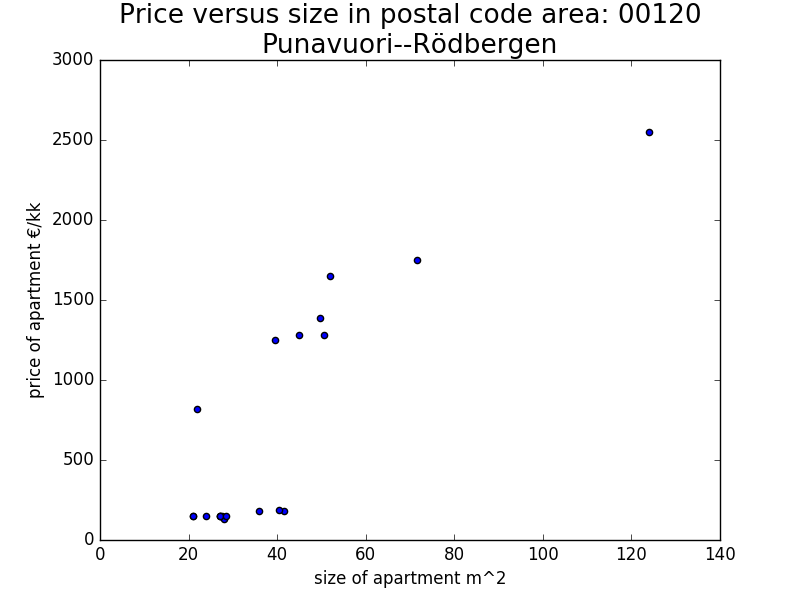 Price versus size in postal code area: 00120
Punavuori--Rödbergen
3000
2500
2000
1500
1000
500
0
price of apartment €/kk
0 20 40 60 80 100 120 140
size of apartment m^2